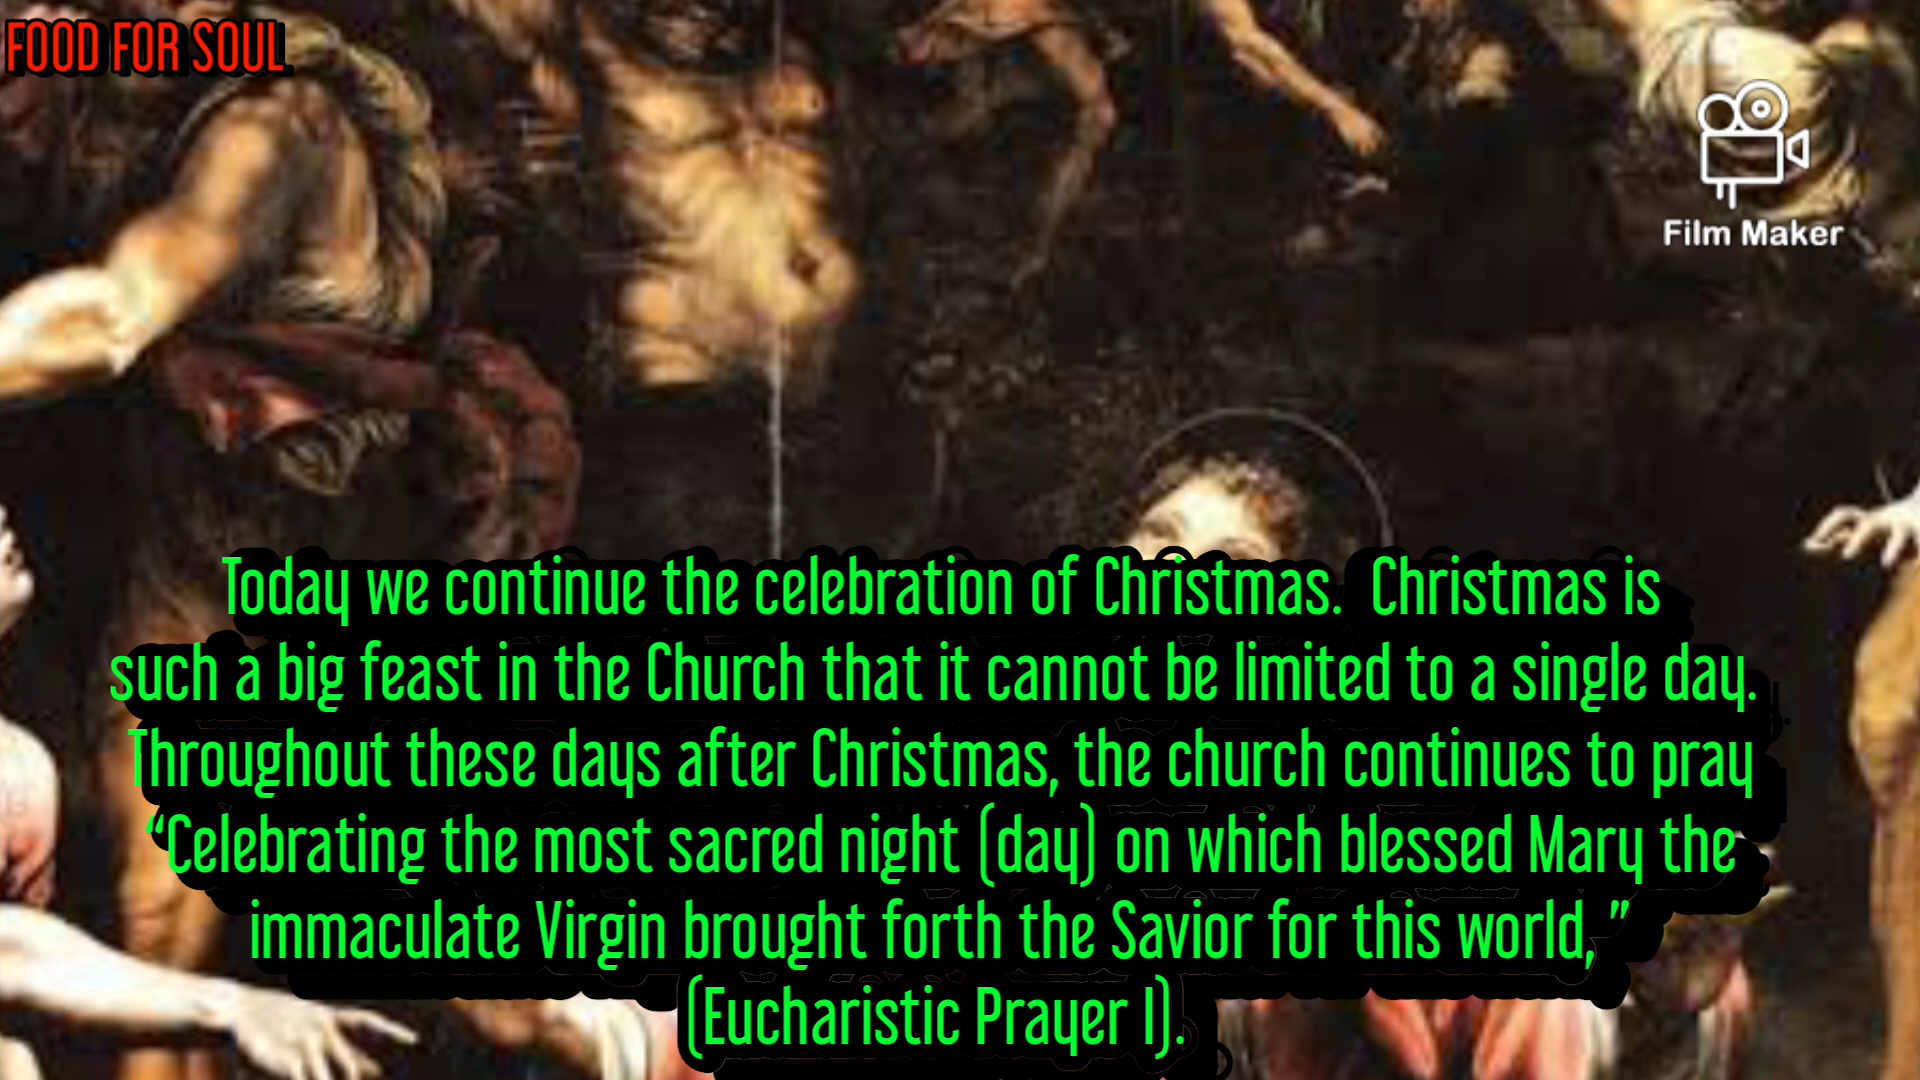 FOOD FOR SOUL
Film Maker
Today we continue the celebration of Christmas.  Christmas is
such a big feast in the Church that it cannot be limited to a single day.
Throughout these days after Christmas, the church continues to pray
“Celebrating the most sacred night (day) on which blessed Mary the
immaculate Virgin brought forth the Savior for this world,”
(Eucharistic Prayer I).